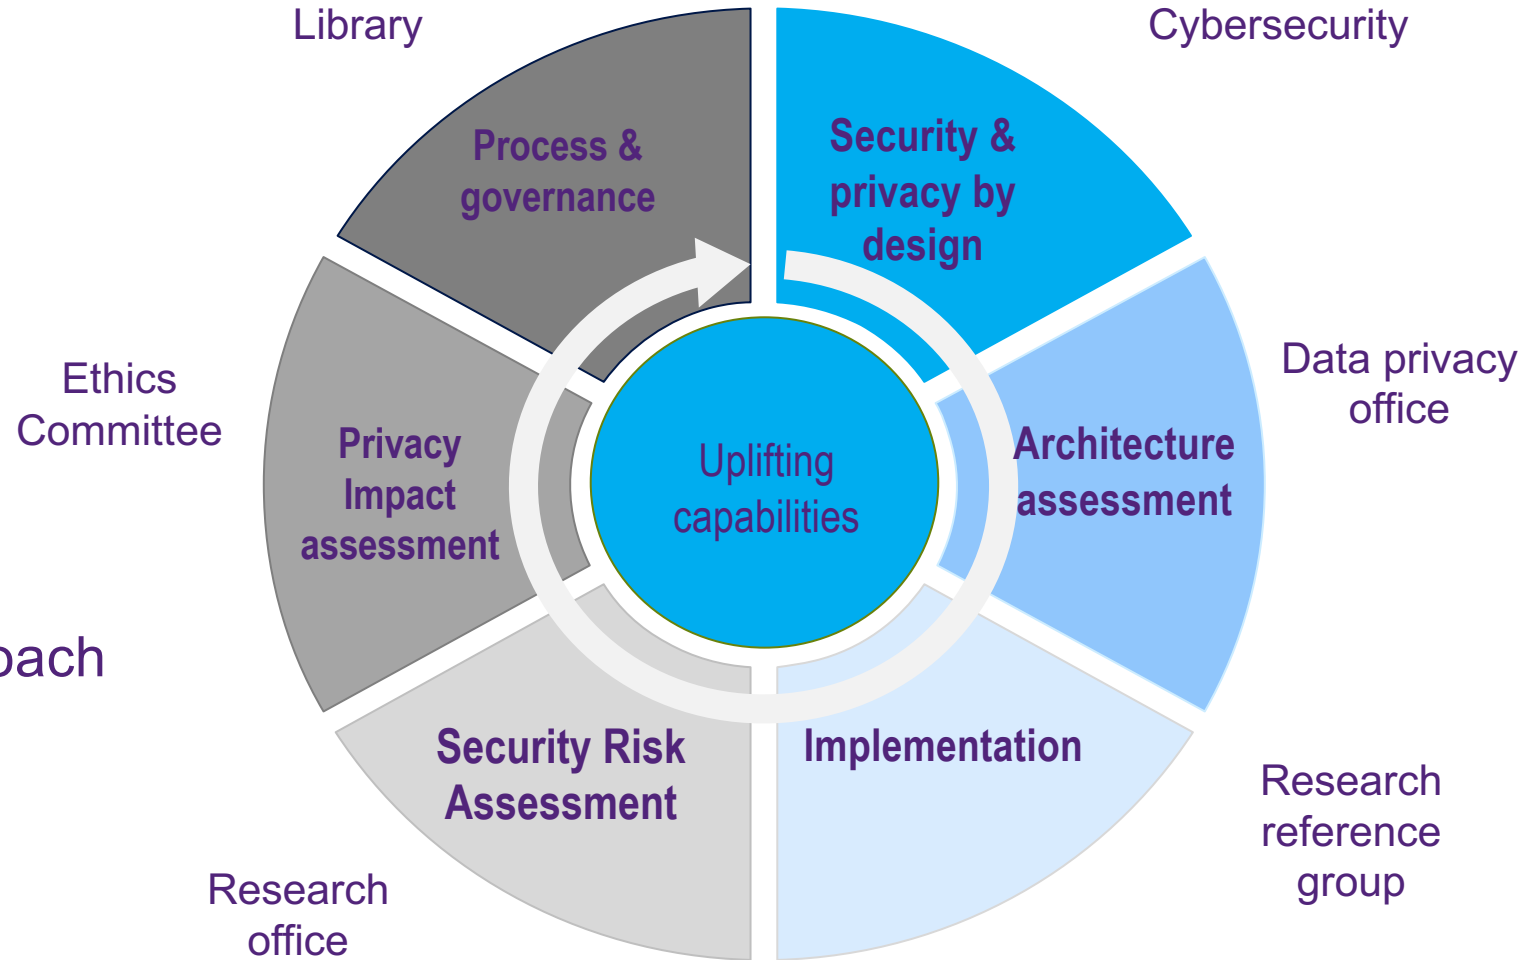 Library
Cybersecurity
Process &
governance
Security &
privacy by
design
Ethics
Committee
Privacy
Impact
assessment
Uplifting
capabilities
Architecture
assessment
Data privacy
office
Security Risk
Assessment
Implementation
Research
office
Research
reference
group